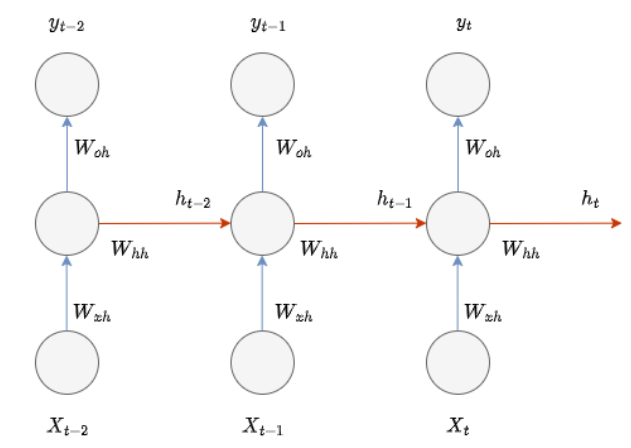 y_{t-2} y_{t-1} y_t
W_{oh} W_{oh} W_{oh}
h_{t-2} h_{t-1} h_t
W_{hh} W_{hh} W_{hh}
W_{xh} W_{xh} W_{xh}
X_{t-2} X_{t-1} X_t